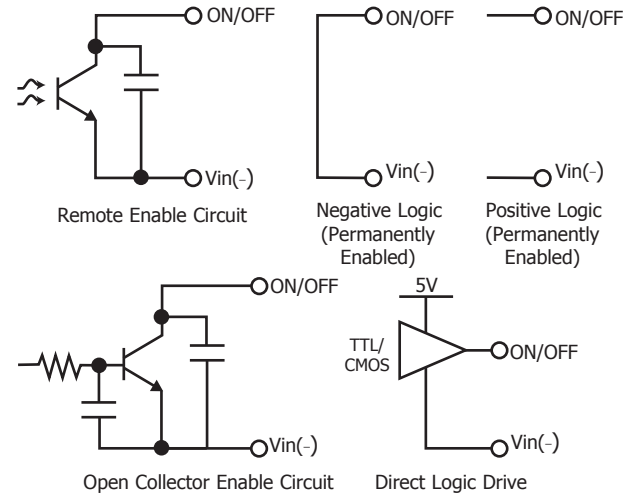 ON/OFF
Vin(-)
Remote Enable Circuit
ON/OFF
Vin(-)
Negative Logic
(Permanently
Enabled)
ON/OFF
Vin(-)
Positive Logic
(Permanently
Enabled)
ON/OFF
Vin(-)
Open Collector Enable Circuit
5V
TTL/
CMOS
ON/OFF
Vin(-)
Direct Logic Drive